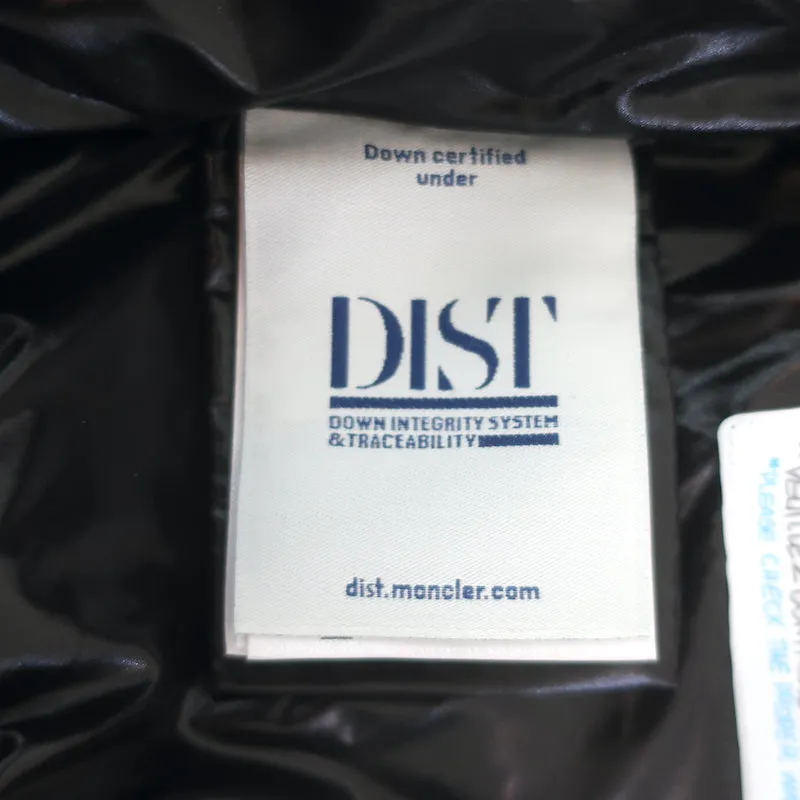 Down certified
under
DIST
DOWN INTEGRITY SYSTEM
&TRACEABILITY
dist.moncler.com
*PLEASE CHECK THE